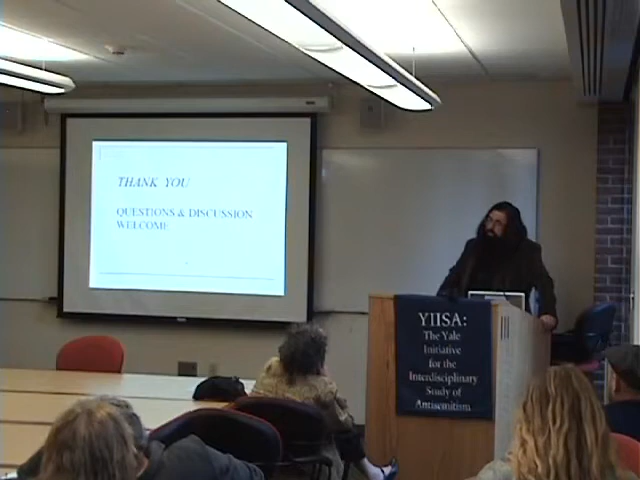 THANK YOU
QUESTIONS & DISCUSSION
WELCOME
YIISA:
The Yale
Initiative
for the
Interdisciplinary
Study of
Antisemitism